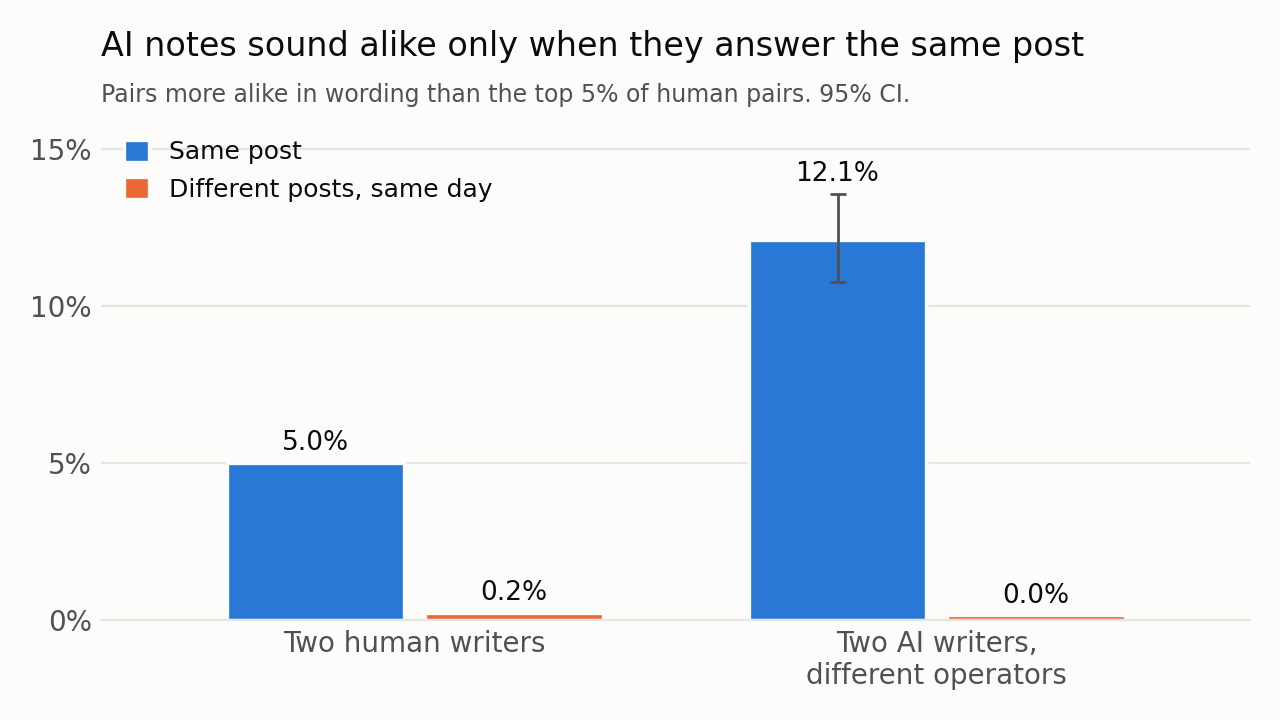 AI notes sound alike only when they answer the same post
Pairs more alike in wording than the top 5% of human pairs. 95% CI.
15%
Same post
Different posts, same day
12.1%
10%
5.0%
5%
0.2%
0.0%
0%
Two human writers
Two AI writers,
different operators